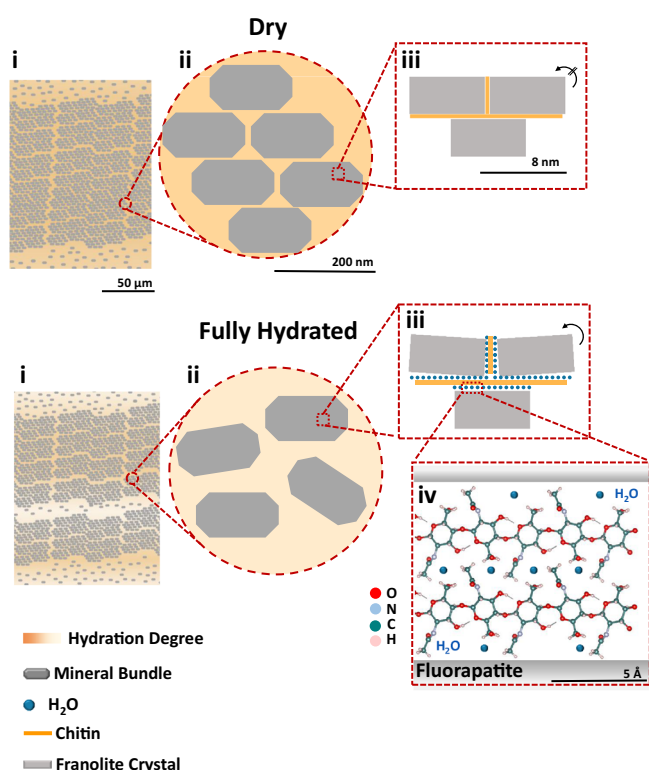 Dry
i
ii
iii
8 nm
200 nm
50 µm
Fully Hydrated
i
ii
iii
iv
H2O
O
N
C
H
H2O
Fluorapatite
5 Å
Hydration Degree
Mineral Bundle
H2O
Chitin
Franolite Crystal